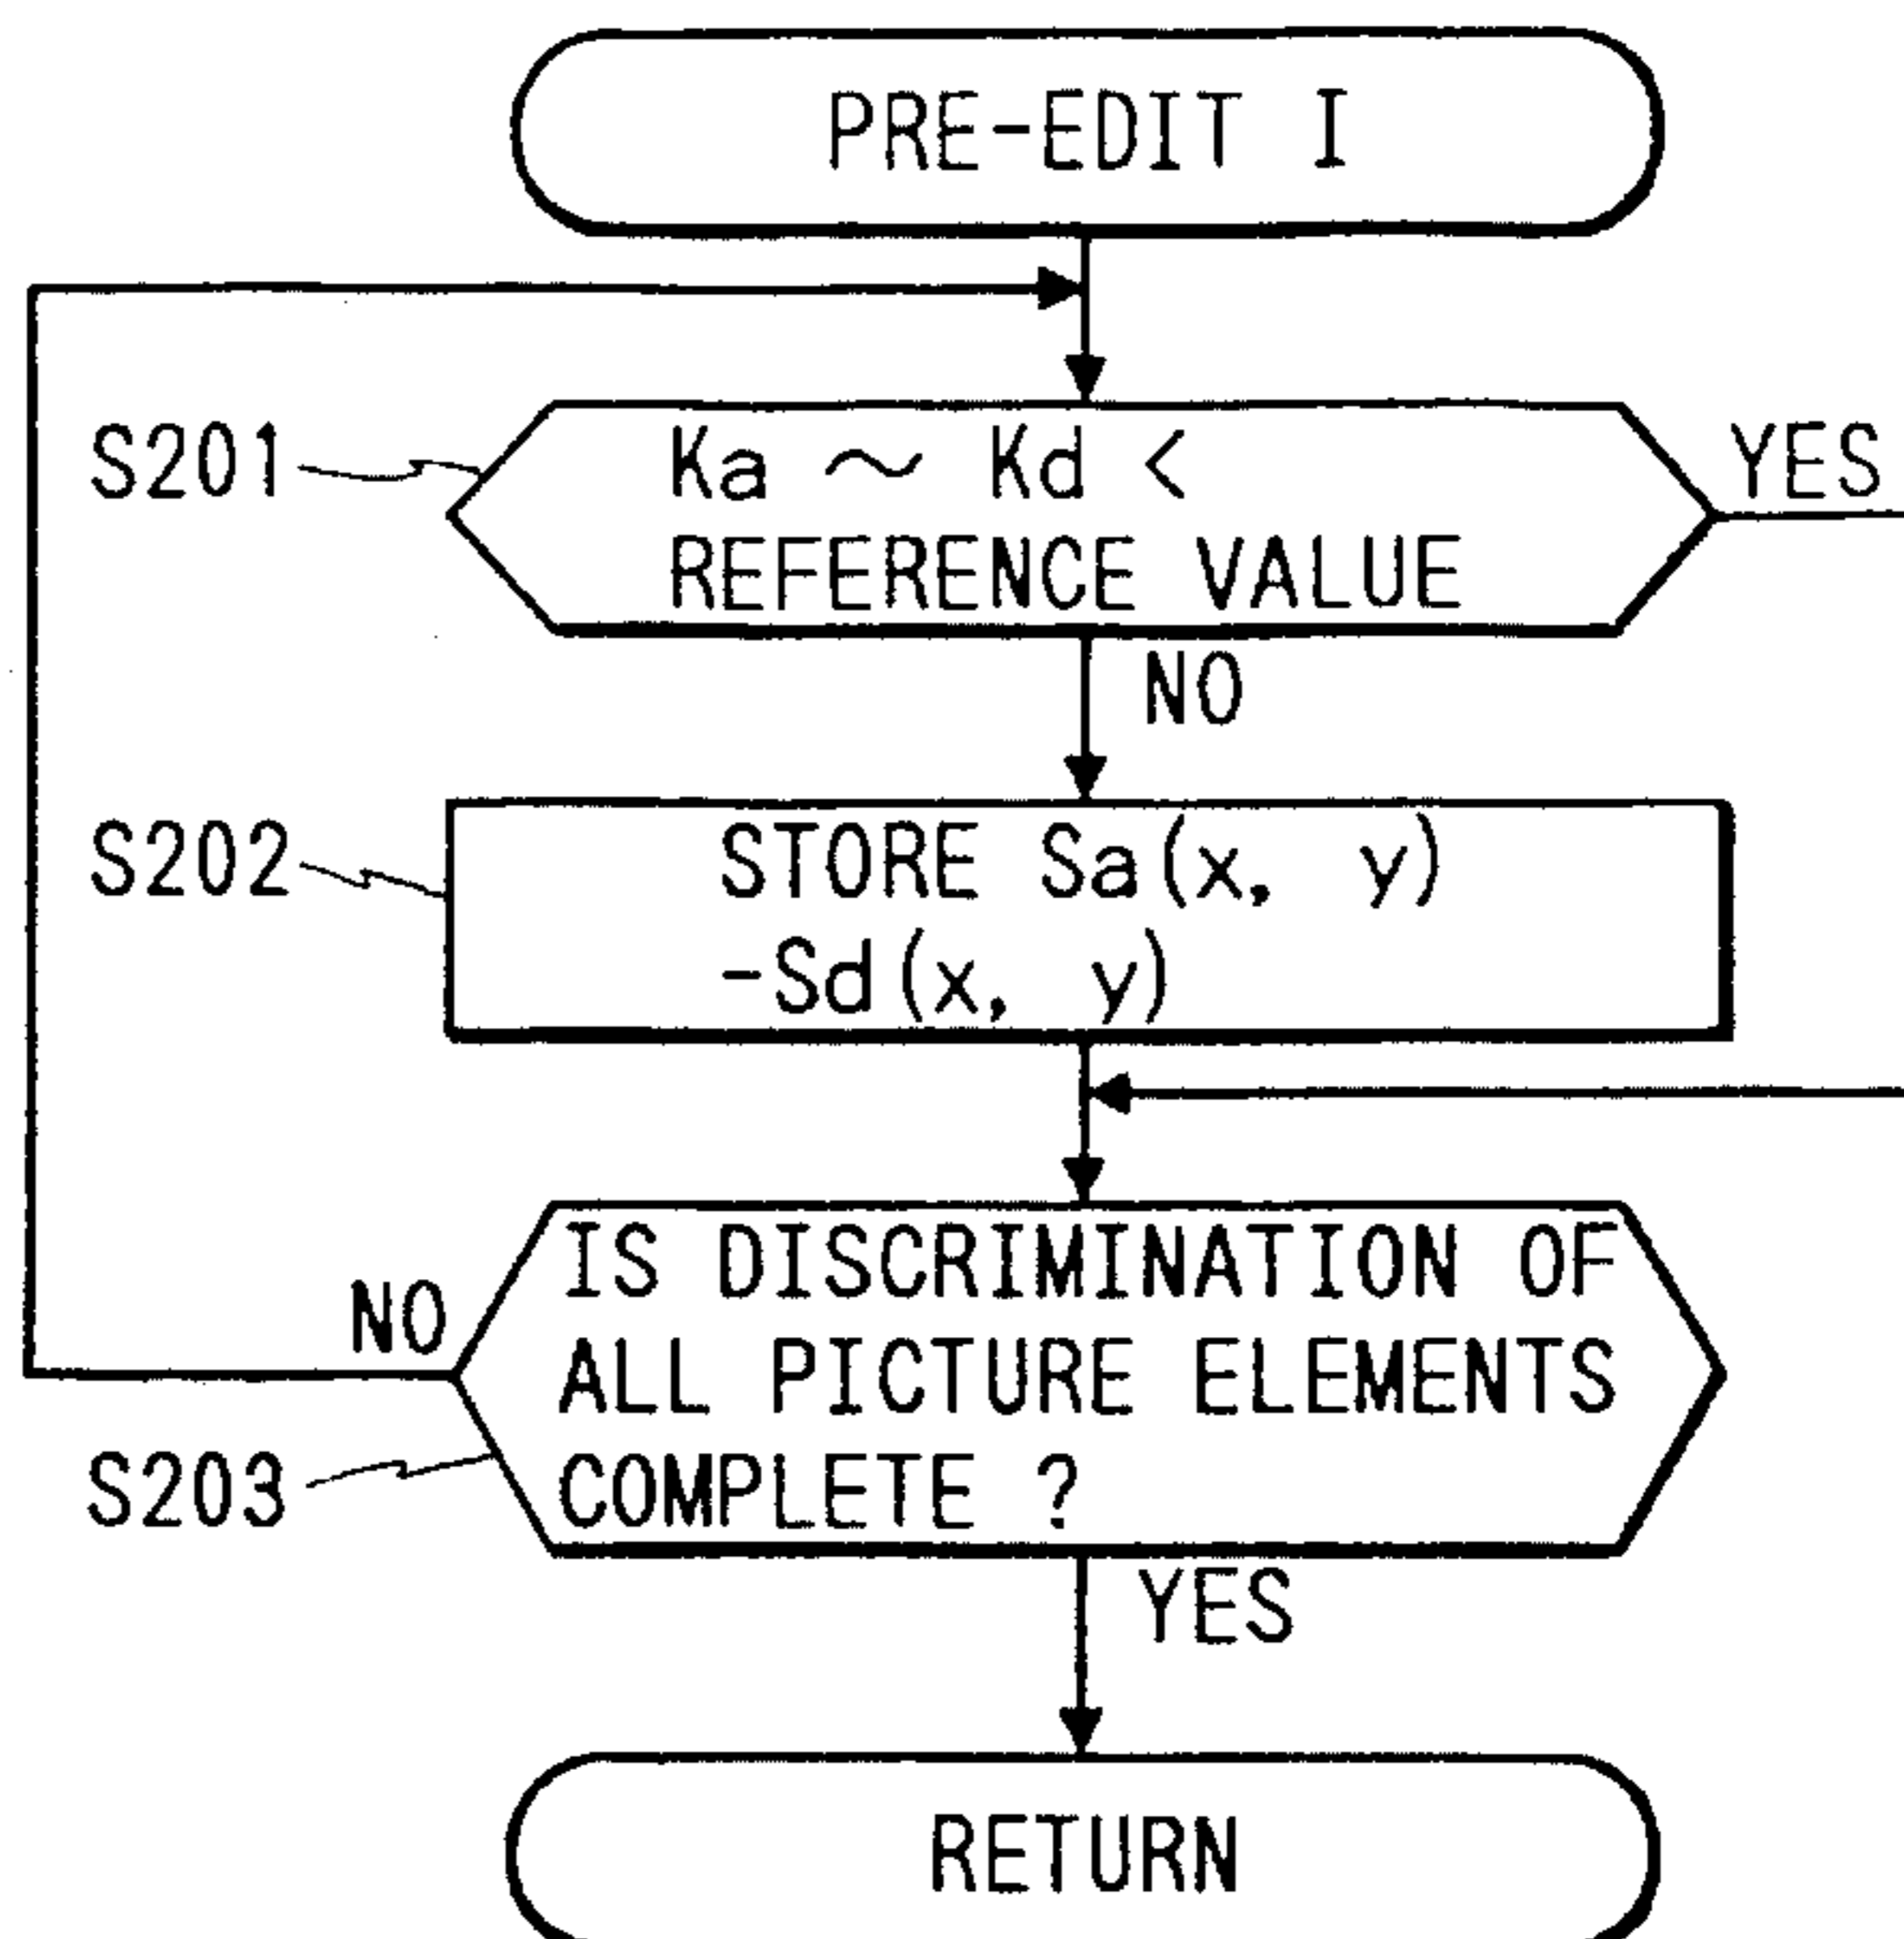 PRE-EDIT I
S201
Ka ～ Kd <
YES
REFERENCE VALUE
NO
S202
STORE Sa(x, y)
-Sd(x, y)
IS DISCRIMINATION OF
NO
ALL PICTURE ELEMENTS
S203
COMPLETE ?
YES
RETURN